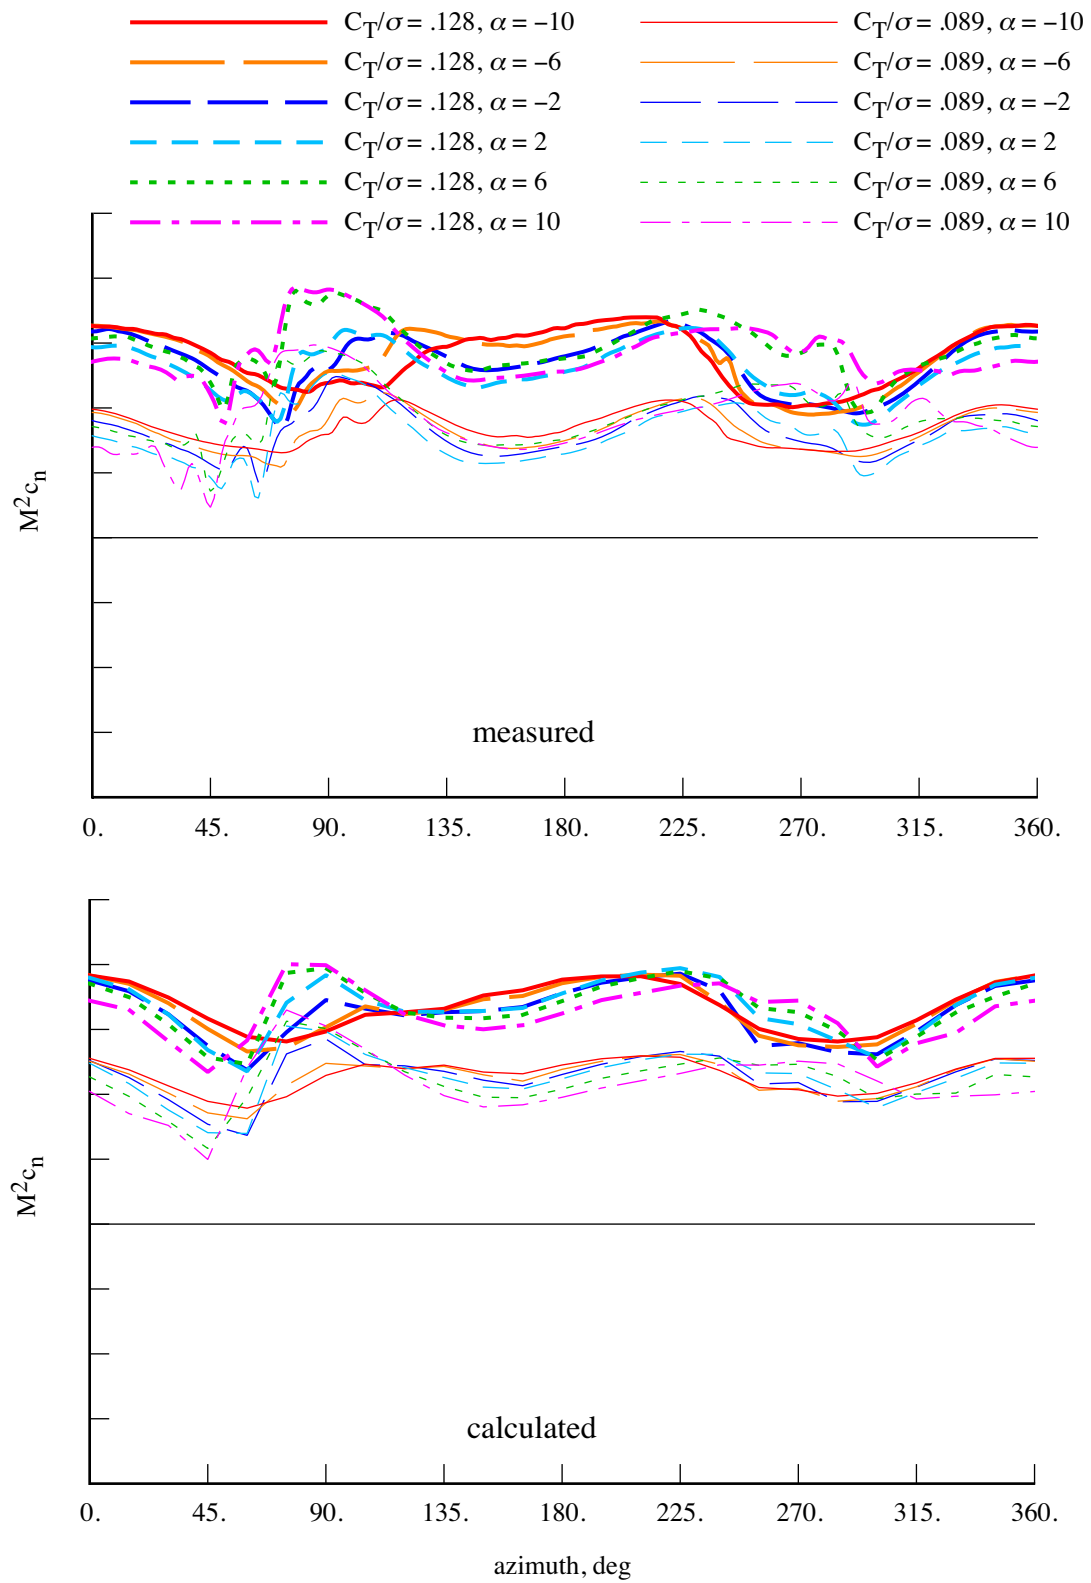 C_T/σ = .128, α = −10 C_T/σ = .089, α = −10
C_T/σ = .128, α = −6 C_T/σ = .089, α = −6
C_T/σ = .128, α = −2 C_T/σ = .089, α = −2
C_T/σ = .128, α = 2 C_T/σ = .089, α = 2
C_T/σ = .128, α = 6 C_T/σ = .089, α = 6
C_T/σ = .128, α = 10 C_T/σ = .089, α = 10
M²c_n
measured
0. 45. 90. 135. 180. 225. 270. 315. 360.
M²c_n
calculated
0. 45. 90. 135. 180. 225. 270. 315. 360.
azimuth, deg